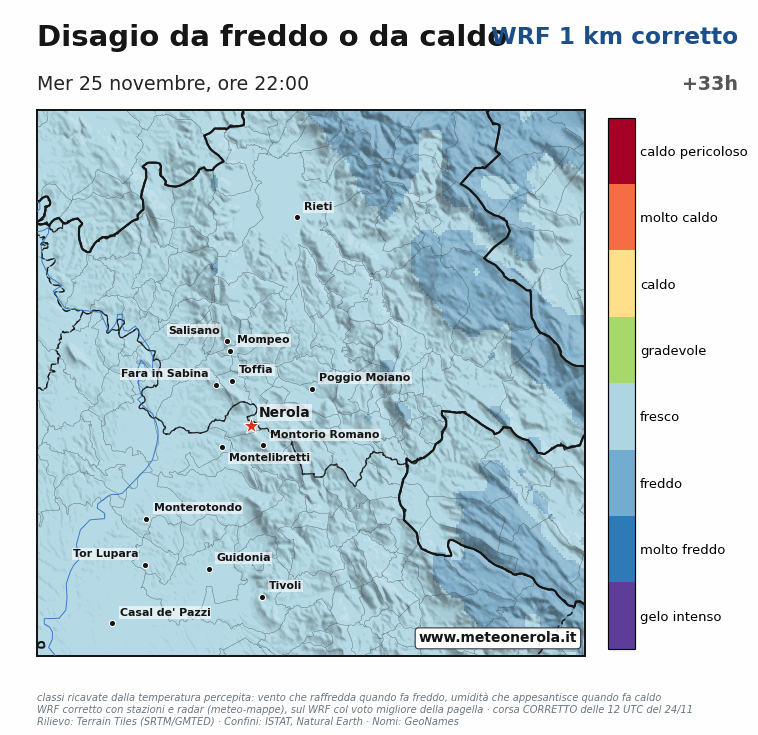 Disagio da freddo o da caldo
WRF 1 km corretto
Mer 25 novembre, ore 22:00
+33h
Rieti
Salisano
Mompeo
Fara in Sabina
Toffia
Poggio Moiano
Nerola
Montorio Romano
Montelibretti
Monterotondo
Tor Lupara
Guidonia
Tivoli
Casal de' Pazzi
www.meteonerola.it
caldo pericoloso
molto caldo
caldo
gradevole
fresco
freddo
molto freddo
gelo intenso
classi ricavate dalla temperatura percepita: vento che raffredda quando fa freddo, umidità che appesantisce quando fa caldo
WRF corretto con stazioni e radar (meteo-mappe), sul WRF col voto migliore della pagella · corsa CORRETTO delle 12 UTC del 24/11
Rilievo: Terrain Tiles (SRTM/GMTED) · Confini: ISTAT, Natural Earth · Nomi: GeoNames